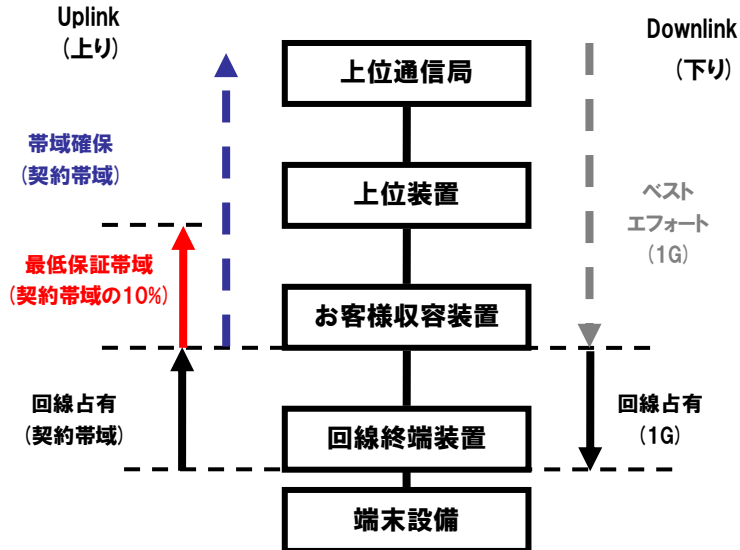 Uplink
(上り)
Downlink
(下り)
上位通信局
帯域確保
(契約帯域)
上位装置
ベスト
エフォート
(1G)
最低保証帯域
(契約帯域の10%)
お客様収容装置
回線占有
(契約帯域)
回線占有
(1G)
回線終端装置
端末設備